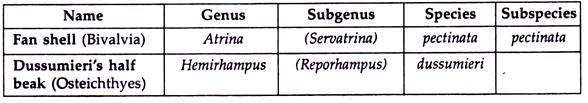 Name Genus Subgenus Species Subspecies
Fan shell (Bivalvia) Atrina (Servatrina) pectinata pectinata
Dussumieri's half Hemirhampus (Reporhampus) dussumieri
beak (Osteichthyes)